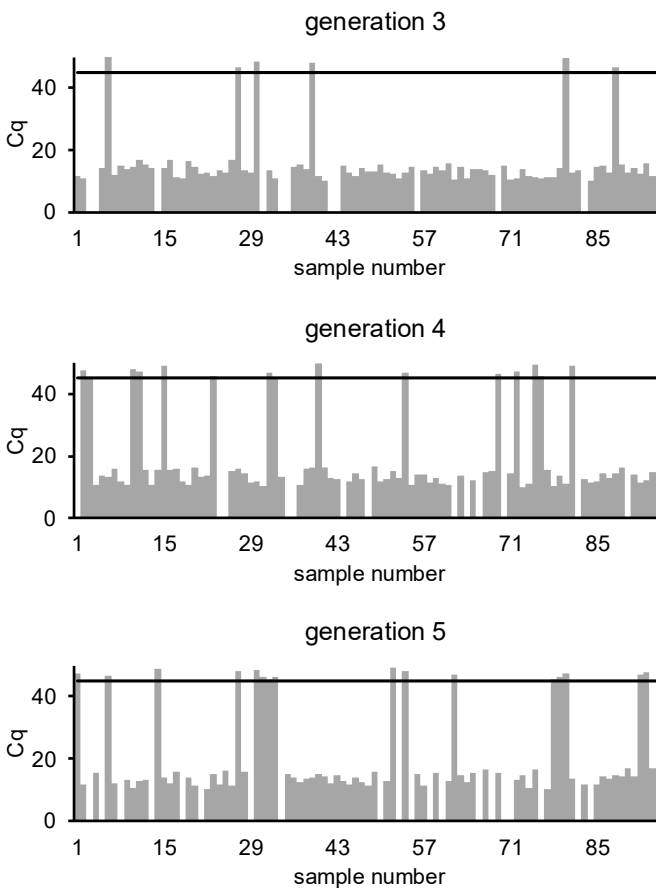 generation 3
40
20
0
Cq
1 15 29 43 57 71 85
sample number
generation 4
40
20
0
Cq
1 15 29 43 57 71 85
sample number
generation 5
40
20
0
Cq
1 15 29 43 57 71 85
sample number